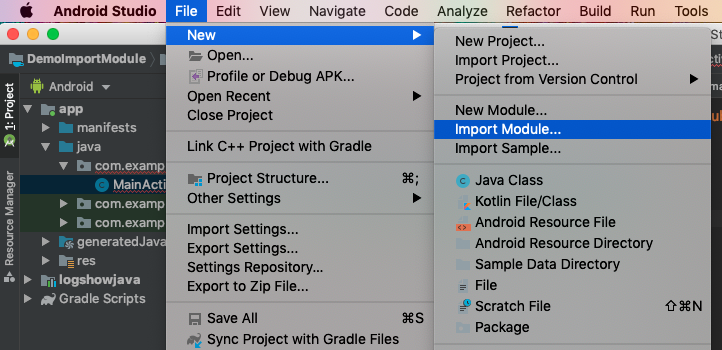 Android Studio File Edit View Navigate Code Analyze Refactor Build Run Tools
DemoImportModule
Android
1: Project
Resource Manager
app
manifests
java
com.examp
MainActi
com.examp
com.examp
generatedJava
res
logshowjava
Gradle Scripts
New
Open...
Profile or Debug APK...
Open Recent
Close Project
Link C++ Project with Gradle
Project Structure... ⌘;
Other Settings
Import Settings...
Export Settings...
Settings Repository...
Export to Zip File...
Save All ⌘S
Sync Project with Gradle Files
New Project...
Import Project...
Project from Version Control
New Module...
Import Module...
Import Sample...
Java Class
Kotlin File/Class
Android Resource File
Android Resource Directory
Sample Data Directory
File
Scratch File ⇧⌘N
Package